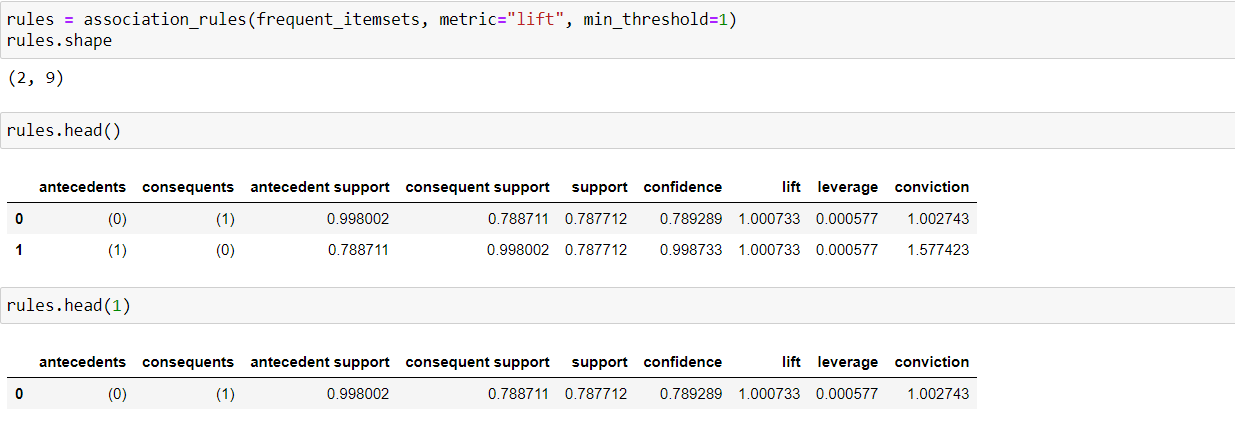 rules = association_rules(frequent_itemsets, metric="lift", min_threshold=1)
rules.shape
(2, 9)
rules.head()
antecedents consequents antecedent support consequent support support confidence lift leverage conviction
0 (0) (1) 0.998002 0.788711 0.787712 0.789289 1.000733 0.000577 1.002743
1 (1) (0) 0.788711 0.998002 0.787712 0.998733 1.000733 0.000577 1.577423
rules.head(1)
antecedents consequents antecedent support consequent support support confidence lift leverage conviction
0 (0) (1) 0.998002 0.788711 0.787712 0.789289 1.000733 0.000577 1.002743